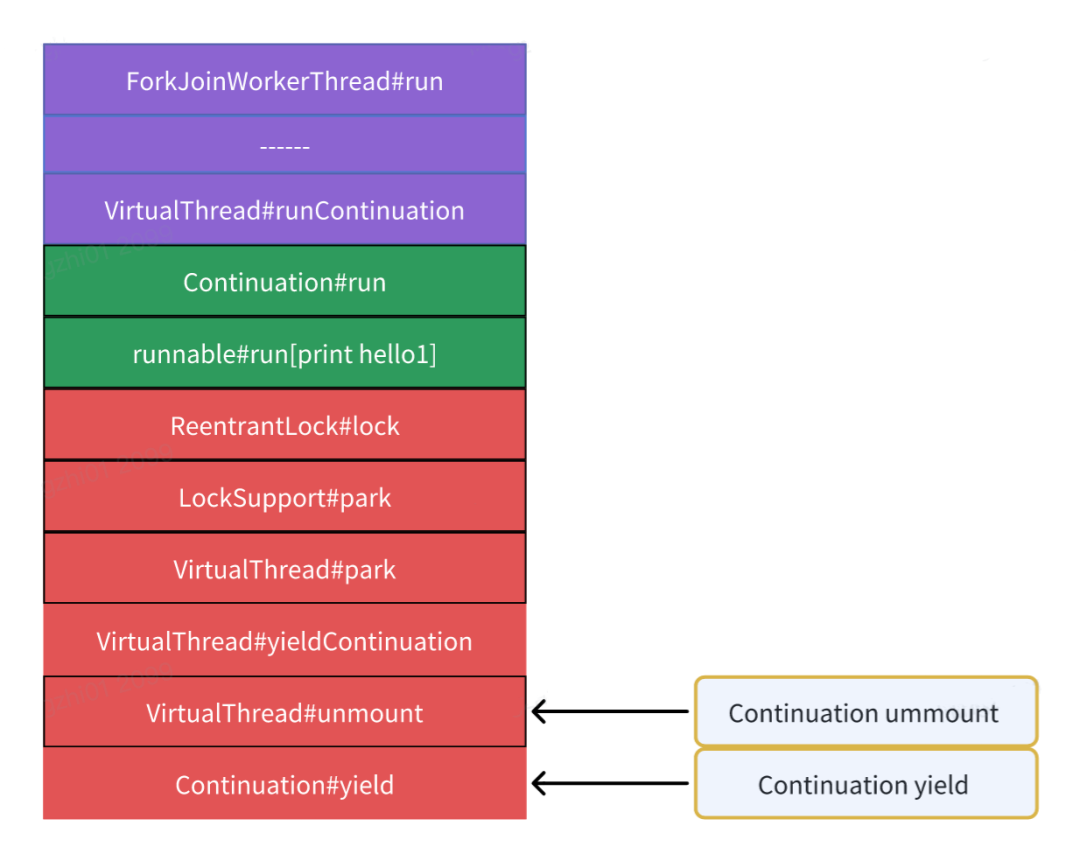 ForkJoinWorkerThread#run
------
VirtualThread#runContinuation
Continuation#run
runnable#run[print hello1]
ReentrantLock#lock
LockSupport#park
VirtualThread#park
VirtualThread#yieldContinuation
VirtualThread#unmount
Continuation ummount
Continuation#yield
Continuation yield